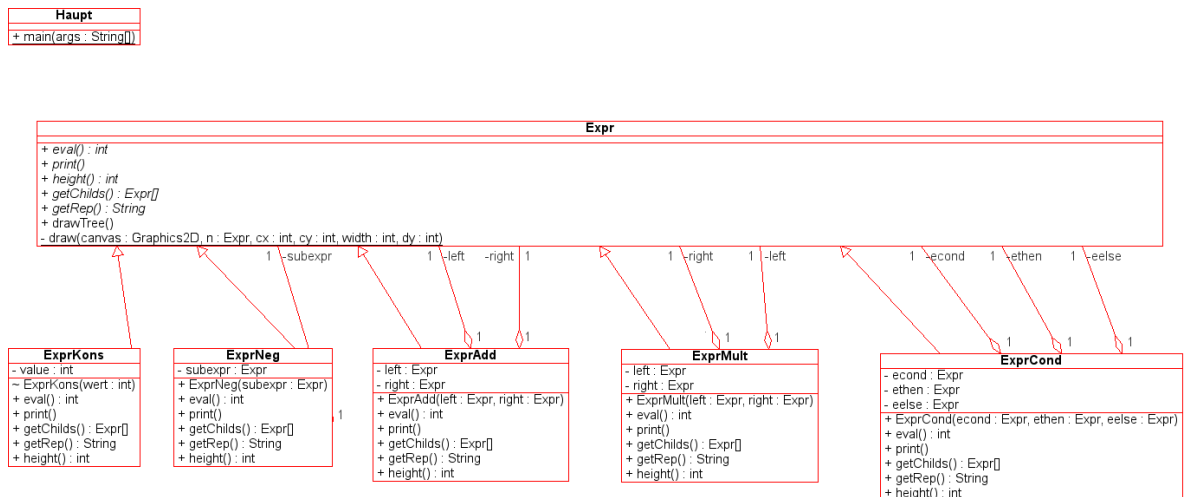 Haupt
+ main(args : String[])
Expr
+ eval() : int
+ print()
+ height() : int
+ getChilds() : Expr[]
+ getRep() : String
+ drawTree()
- draw(canvas : Graphics2D, n : Expr, cx : int, cy : int, width : int, dy : int)
1 -subexpr
1 -left
-right 1
1 -right
1 -left
1 -econd
1 -ethen
1 -eelse
1
1
1
1
1
1
1
ExprKons
- value : int
~ ExprKons(wert : int)
+ eval() : int
+ print()
+ getChilds() : Expr[]
+ getRep() : String
+ height() : int
ExprNeg
- subexpr : Expr
+ ExprNeg(subexpr : Expr)
+ eval() : int
+ print()
+ getChilds() : Expr[]
+ getRep() : String
+ height() : int
1
ExprAdd
- left : Expr
- right : Expr
+ ExprAdd(left : Expr, right : Expr)
+ eval() : int
+ print()
+ getChilds() : Expr[]
+ getRep() : String
+ height() : int
ExprMult
- left : Expr
- right : Expr
+ ExprMult(left : Expr, right : Expr)
+ eval() : int
+ print()
+ getChilds() : Expr[]
+ getRep() : String
+ height() : int
ExprCond
- econd : Expr
- ethen : Expr
- eelse : Expr
+ ExprCond(econd : Expr, ethen : Expr, eelse : Expr)
+ eval() : int
+ print()
+ getChilds() : Expr[]
+ getRep() : String
+ height() : int